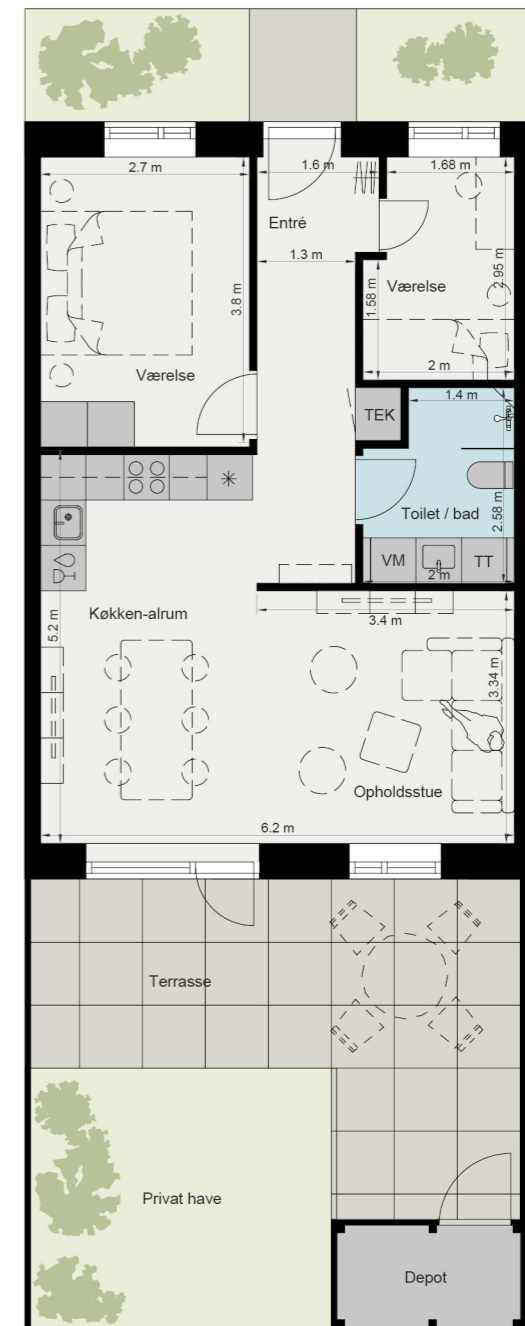 2.7 m
1.6 m
1.68 m
Entré
1.3 m
2.95 m
Værelse
1.58 m
3.8 m
2 m
Værelse
1.4 m
TEK
Toilet / bad
2.58 m
VM
TT
2 m
Køkken-alrum
3.4 m
5.2 m
3.34 m
Opholdsstue
6.2 m
Terrasse
Privat have
Depot